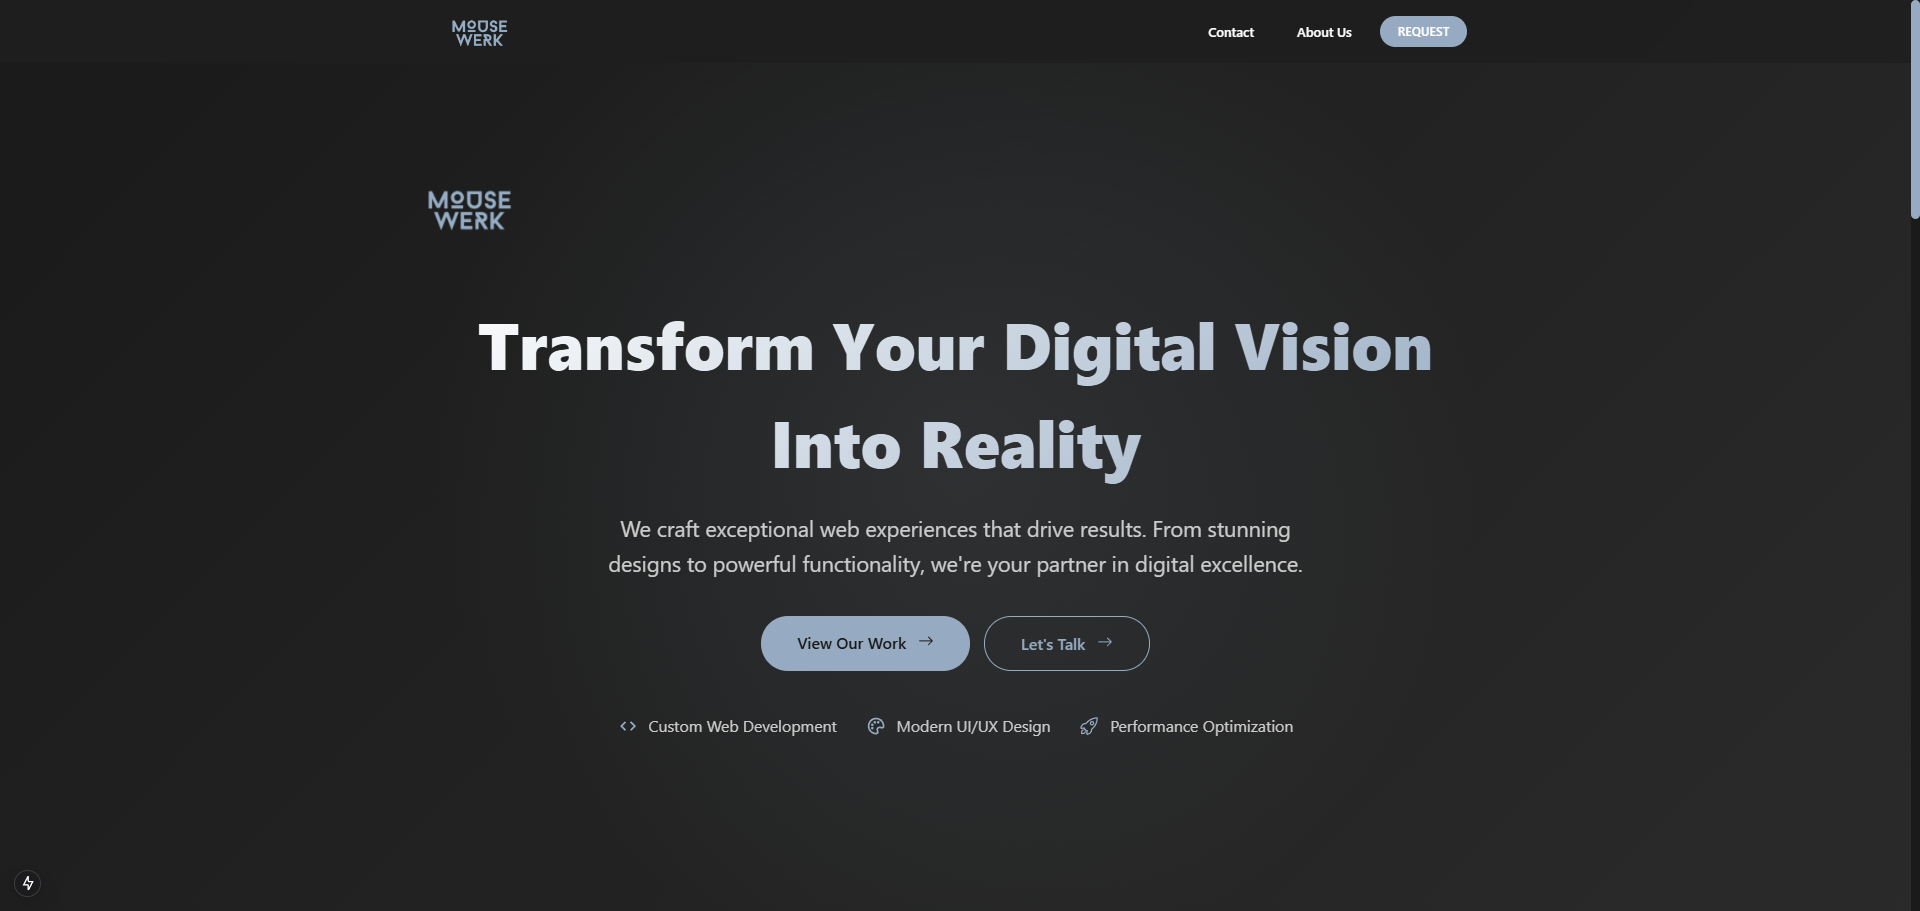 MOUSE
WERK
Contact
About Us
REQUEST
MOUSE
WERK
Transform Your Digital Vision
Into Reality
We craft exceptional web experiences that drive results. From stunning
designs to powerful functionality, we're your partner in digital excellence.
View Our Work →
Let's Talk →
Custom Web Development
Modern UI/UX Design
Performance Optimization